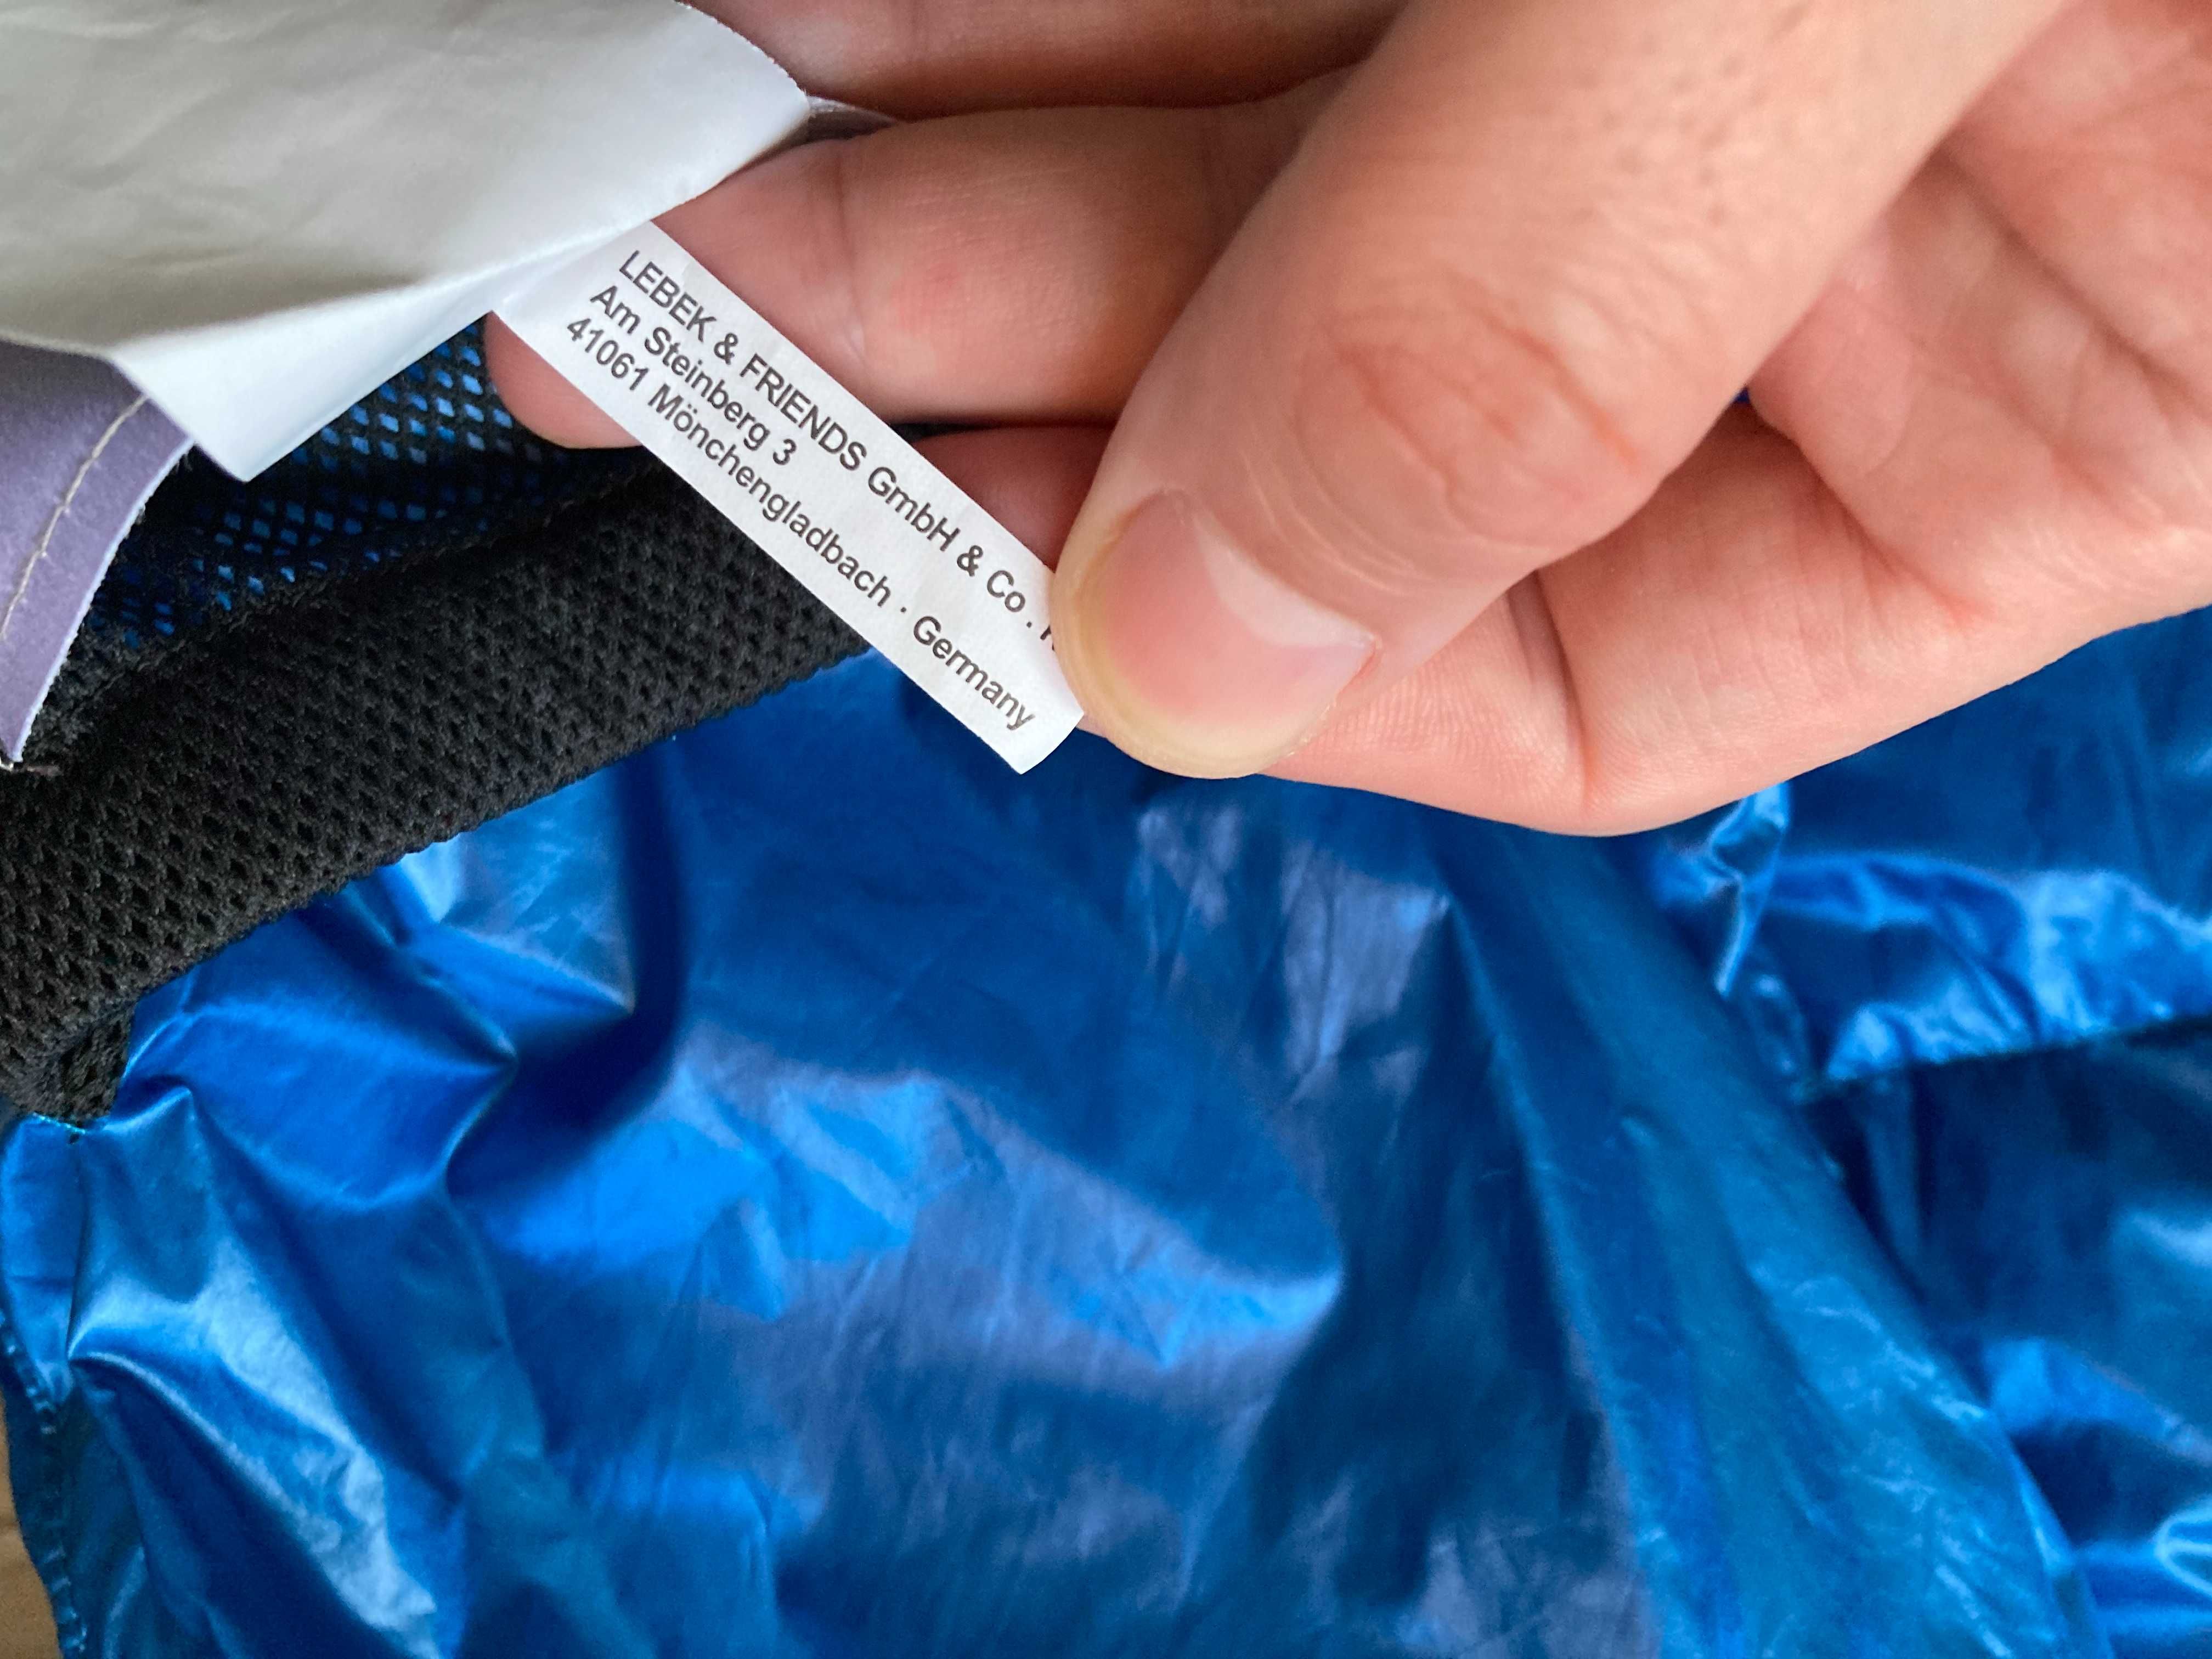 LEBEK & FRIENDS GmbH & Co.
Am Steinberg 3
41061 Mönchengladbach · Germany